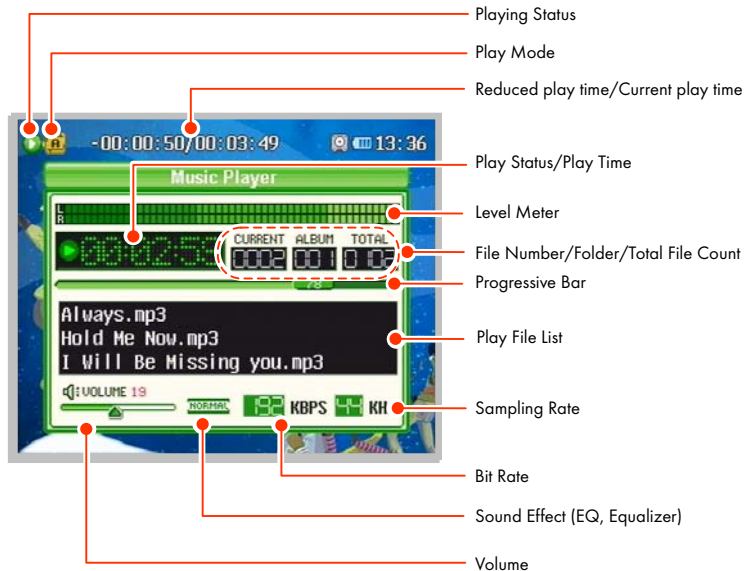 Playing Status
Play Mode
Reduced play time/Current play time
-00:00:50/00:03:49
13:36
Play Status/Play Time
Music Player
L
R
Level Meter
CURRENT ALBUM TOTAL
0002 001
File Number/Folder/Total File Count
Progressive Bar
78
Always.mp3
Hold Me Now.mp3
I Will Be Missing you.mp3
Play File List
:VOLUME 19
NORMAL 192 KBPS 44 KH
Sampling Rate
Bit Rate
Sound Effect (EQ, Equalizer)
Volume